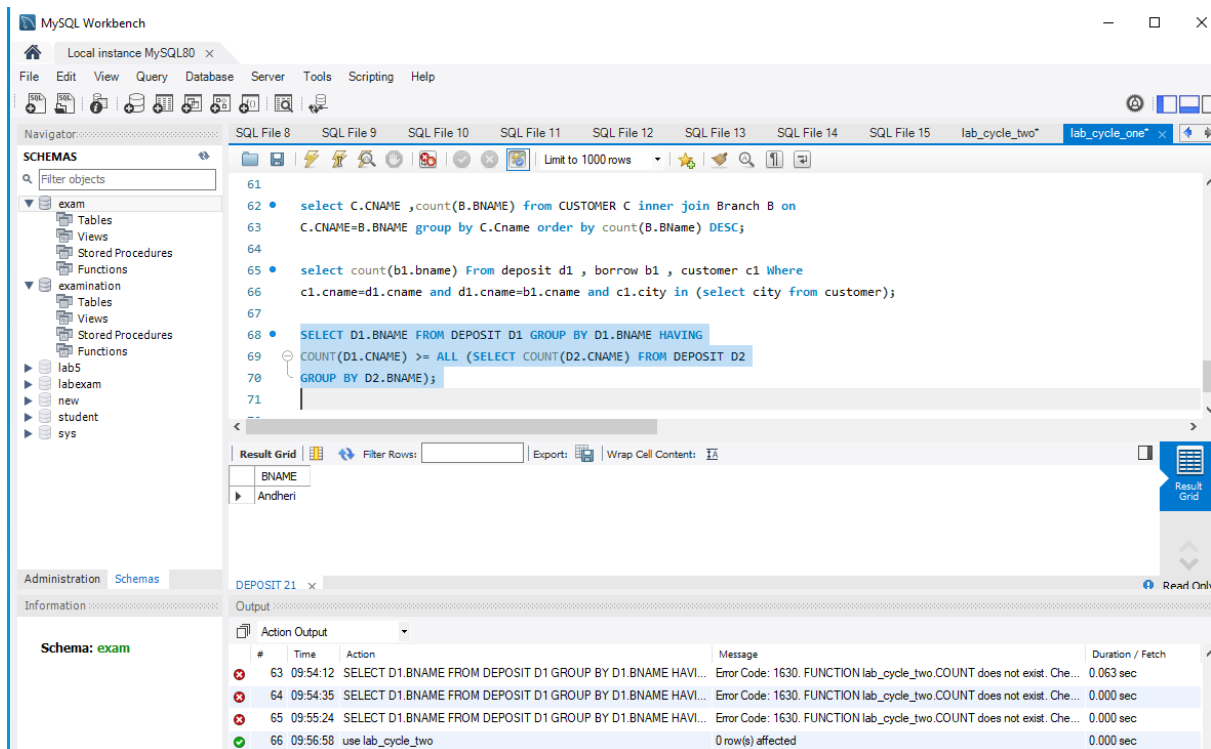 MySQL Workbench
Local instance MySQL80 ×
File Edit View Query Database Server Tools Scripting Help
Navigator
SCHEMAS
Filter objects
exam
Tables
Views
Stored Procedures
Functions
examination
Tables
Views
Stored Procedures
Functions
lab5
labexam
new
student
sys
Administration Schemas
Information
Schema: exam
SQL File 8 SQL File 9 SQL File 10 SQL File 11 SQL File 12 SQL File 13 SQL File 14 SQL File 15 lab_cycle_two* lab_cycle_one* ×
Limit to 1000 rows
61
62 select C.CNAME ,count(B.BNAME) from CUSTOMER C inner join Branch B on
63 C.CNAME=B.BNAME group by C.Cname order by count(B.BName) DESC;
64
65 select count(b1.bname) From deposit d1 , borrow b1 , customer c1 Where
66 c1.cname=d1.cname and d1.cname=b1.cname and c1.city in (select city from customer);
67
68 SELECT D1.BNAME FROM DEPOSIT D1 GROUP BY D1.BNAME HAVING
69 COUNT(D1.CNAME) >= ALL (SELECT COUNT(D2.CNAME) FROM DEPOSIT D2
70 GROUP BY D2.BNAME);
71
Result Grid Filter Rows: Export: Wrap Cell Content:
BNAME
Andheri
Result
Grid
DEPOSIT 21 × Read Only
Output
Action Output
# Time Action Message Duration / Fetch
63 09:54:12 SELECT D1.BNAME FROM DEPOSIT D1 GROUP BY D1.BNAME HAVI... Error Code: 1630. FUNCTION lab_cycle_two.COUNT does not exist. Che... 0.063 sec
64 09:54:35 SELECT D1.BNAME FROM DEPOSIT D1 GROUP BY D1.BNAME HAVI... Error Code: 1630. FUNCTION lab_cycle_two.COUNT does not exist. Che... 0.000 sec
65 09:55:24 SELECT D1.BNAME FROM DEPOSIT D1 GROUP BY D1.BNAME HAVI... Error Code: 1630. FUNCTION lab_cycle_two.COUNT does not exist. Che... 0.000 sec
66 09:56:58 use lab_cycle_two 0 row(s) affected 0.000 sec